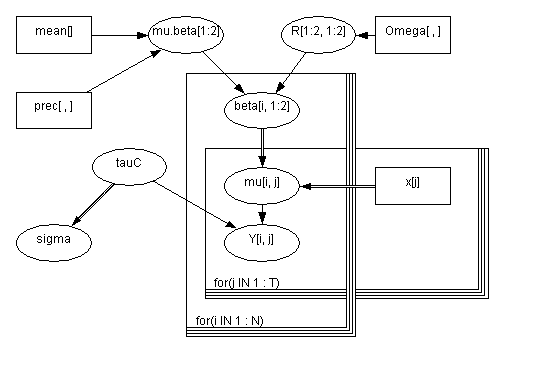 mean[]
mu.beta[1:2]
R[1:2, 1:2]
Omega[ , ]
prec[ , ]
beta[i, 1:2]
tauC
mu[i, j]
x[j]
sigma
Y[i, j]
for(j IN 1 : T)
for(i IN 1 : N)